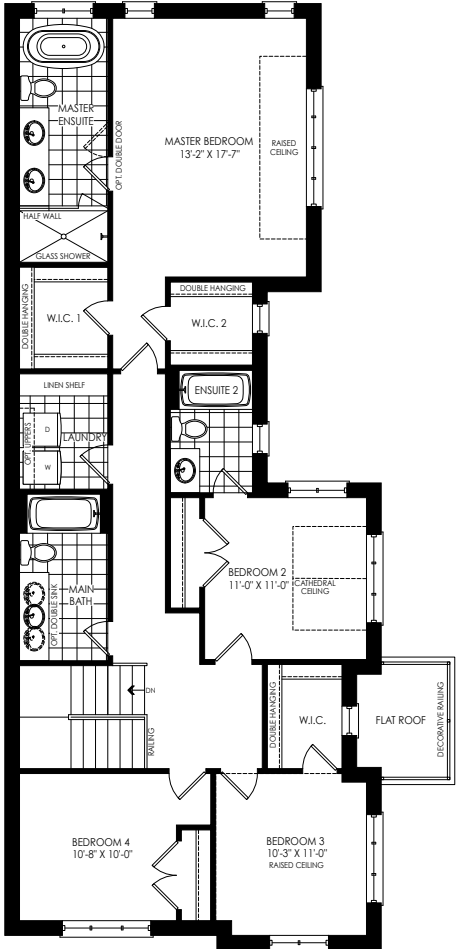 MASTER
ENSUITE
OPT. DOUBLE DOOR
MASTER BEDROOM
13'-2" X 17'-7"
RAISED
CEILING
HALF WALL
GLASS SHOWER
DOUBLE HANGING
W.I.C. 1
DOUBLE HANGING
W.I.C. 2
LINEN SHELF
OPT. UPPERS
D
LAUNDRY
W
ENSUITE 2
BEDROOM 2
11'-0" X 11'-0"
CATHEDRAL
CEILING
MAIN
BATH
OPT. DOUBLE SINK
DN
RAILING
DOUBLE HANGING
W.I.C.
FLAT ROOF
DECORATIVE RAILING
BEDROOM 4
10'-8" X 10'-0"
BEDROOM 3
10'-3" X 11'-0"
RAISED CEILING